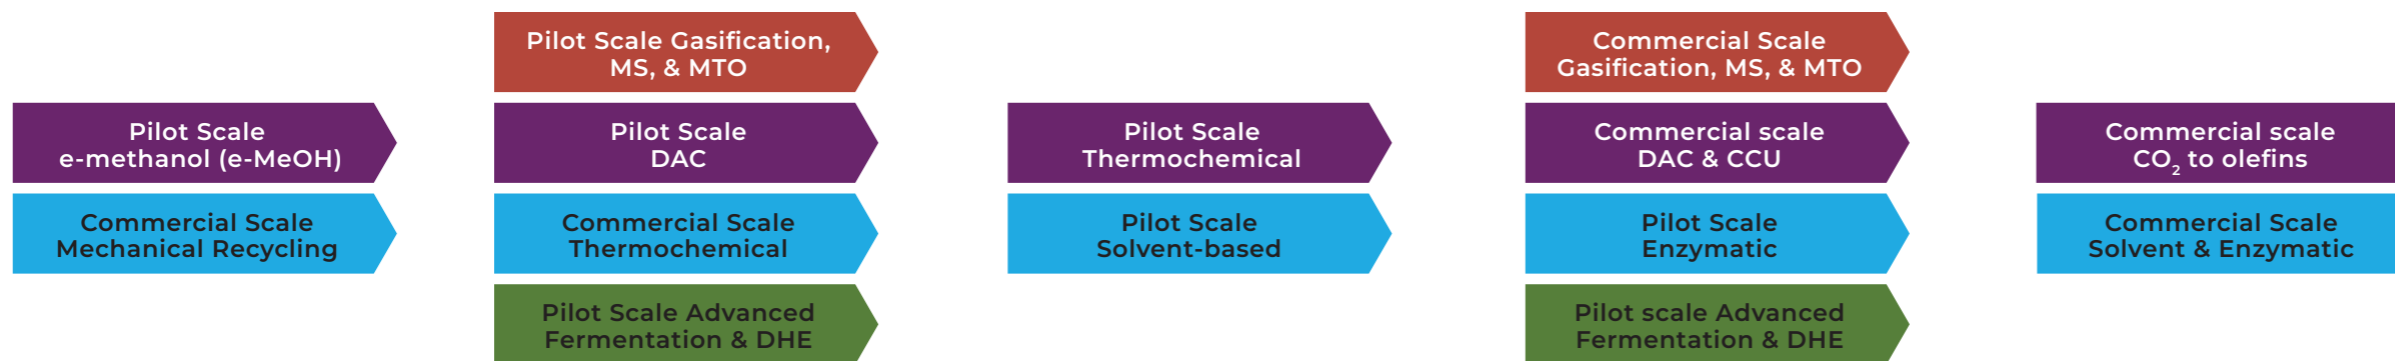 Pilot Scale Gasification,
MS, & MTO
Commercial Scale
Gasification, MS, & MTO
Pilot Scale
e-methanol (e-MeOH)
Pilot Scale
DAC
Pilot Scale
Thermochemical
Commercial scale
DAC & CCU
Commercial scale
CO₂ to olefins
Commercial Scale
Mechanical Recycling
Commercial Scale
Thermochemical
Pilot Scale
Solvent-based
Pilot Scale
Enzymatic
Commercial Scale
Solvent & Enzymatic
Pilot Scale Advanced
Fermentation & DHE
Pilot scale Advanced
Fermentation & DHE